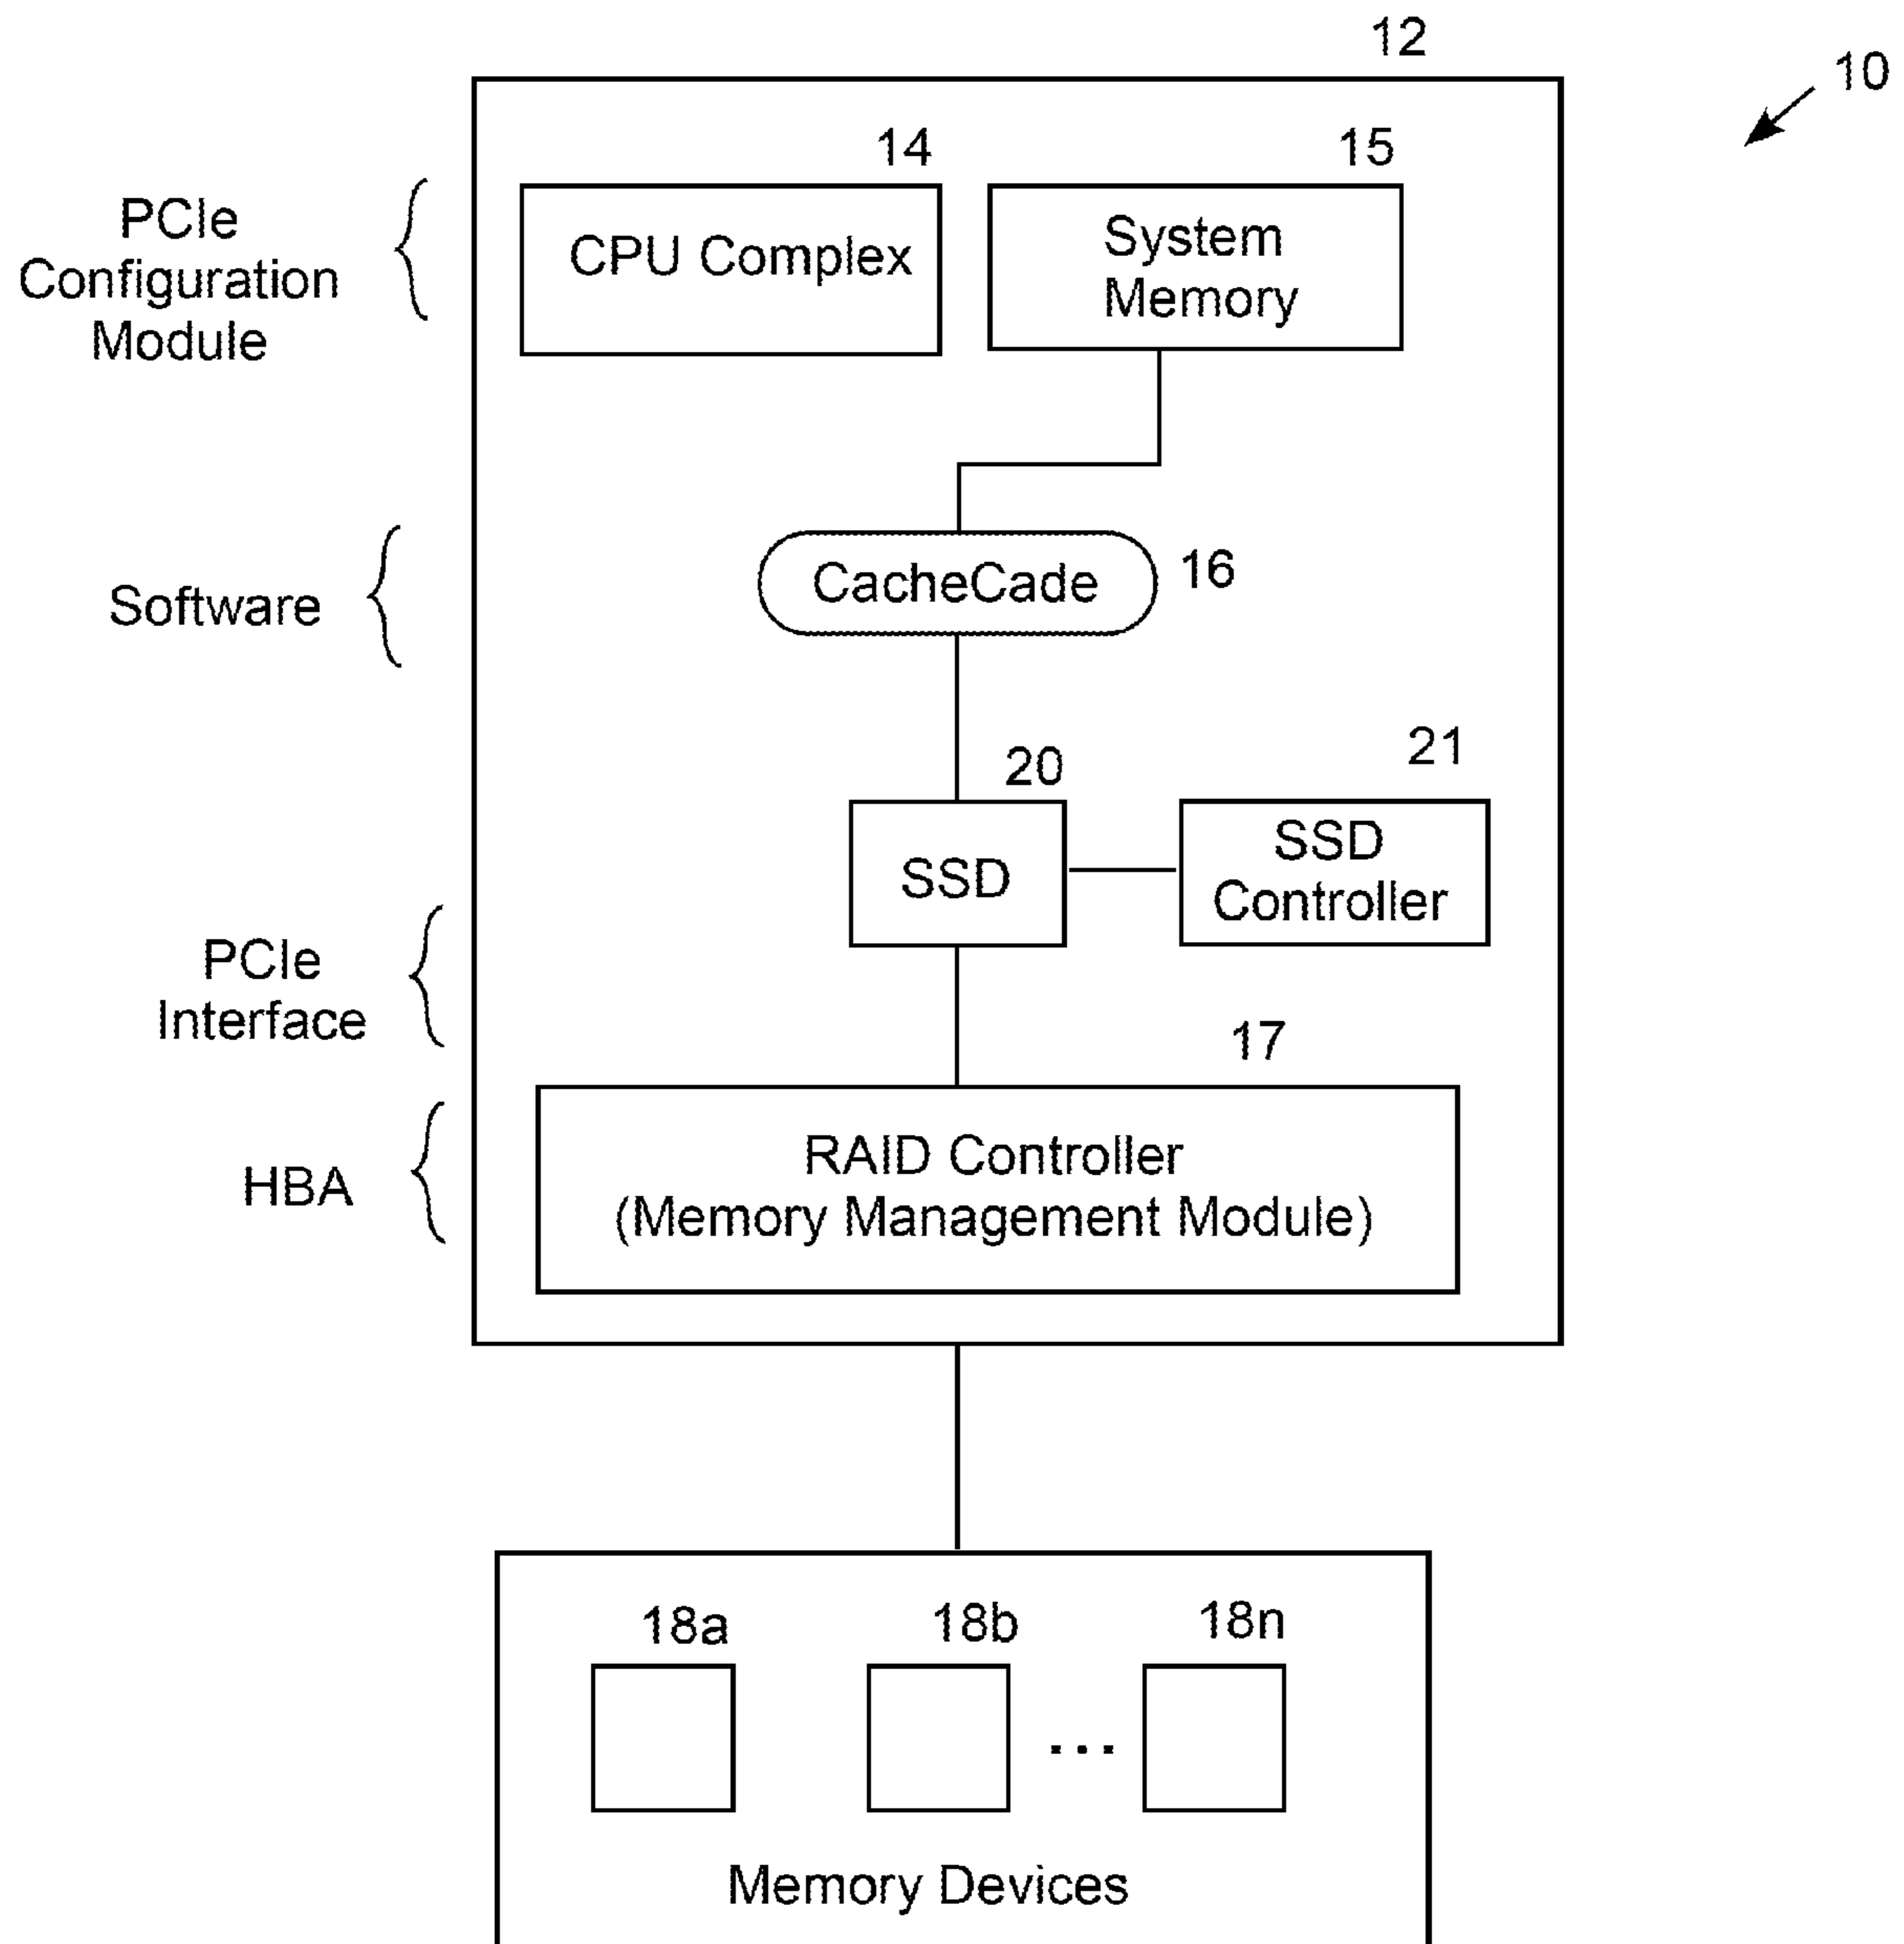 12
10
14
15
PCIe
Configuration
Module
CPU Complex
System
Memory
Software
CacheCade
16
20
21
SSD
SSD
Controller
PCIe
Interface
17
HBA
RAID Controller
(Memory Management Module)
18a
18b
18n
...
Memory Devices